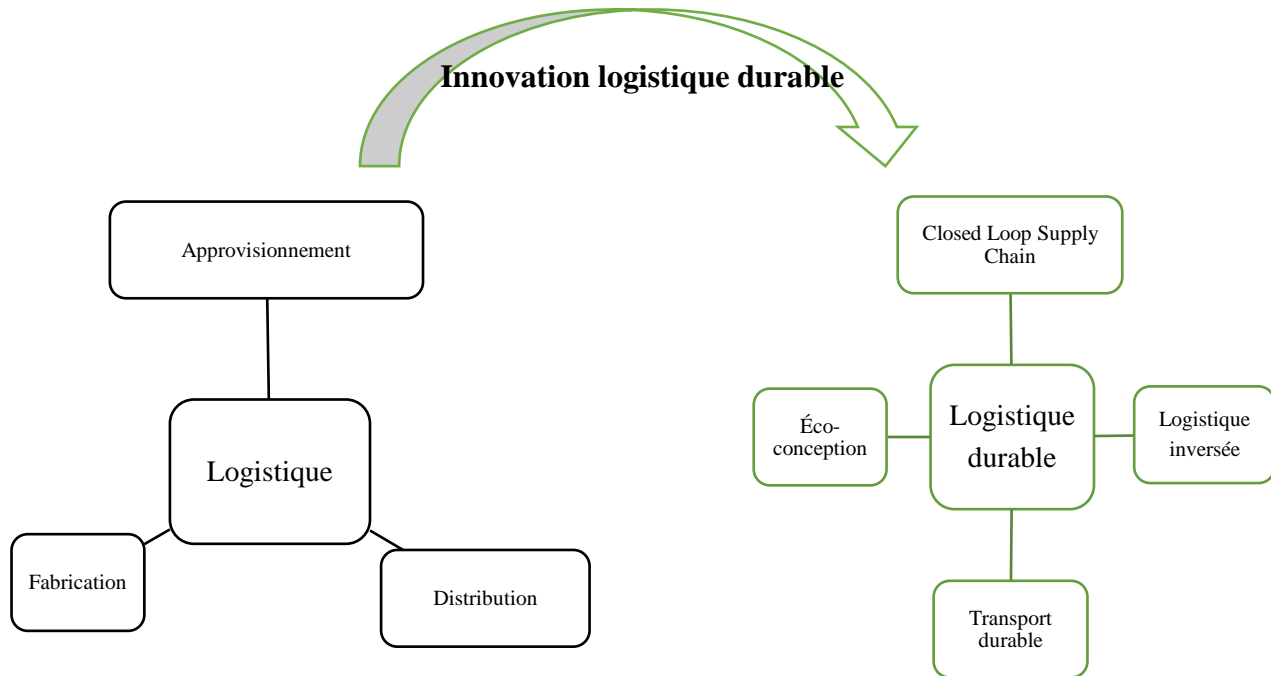 Innovation logistique durable
Approvisionnement
Logistique
Fabrication
Distribution
Closed Loop Supply
Chain
Éco-
conception
Logistique
durable
Logistique
inversée
Transport
durable